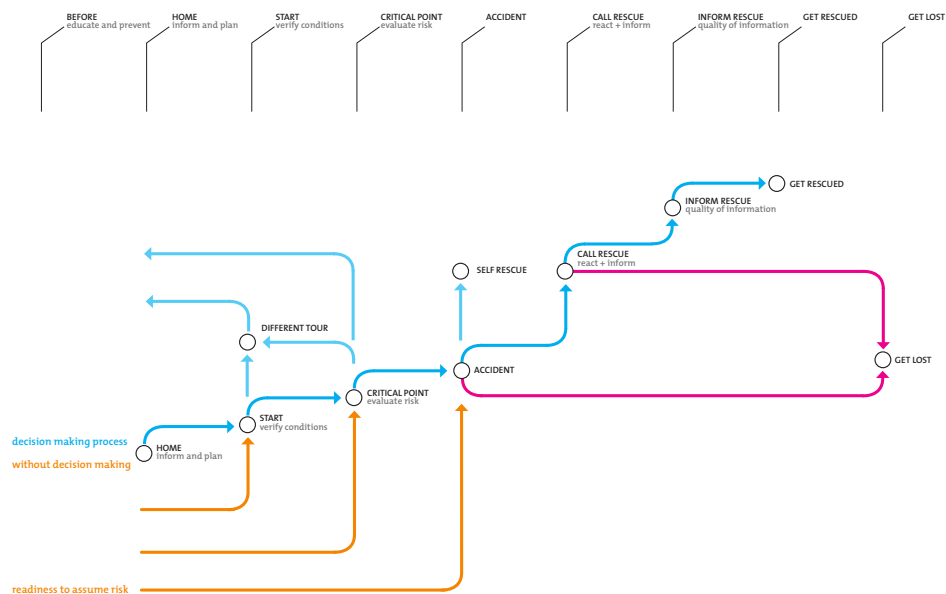 BEFORE
educate and prevent
HOME
inform and plan
START
verify conditions
CRITICAL POINT
evaluate risk
ACCIDENT
CALL RESCUE
react + inform
INFORM RESCUE
quality of information
GET RESCUED
GET LOST
GET RESCUED
INFORM RESCUE
quality of information
CALL RESCUE
react + inform
SELF RESCUE
DIFFERENT TOUR
GET LOST
ACCIDENT
CRITICAL POINT
evaluate risk
START
verify conditions
decision making process
HOME
inform and plan
without decision making
readiness to assume risk